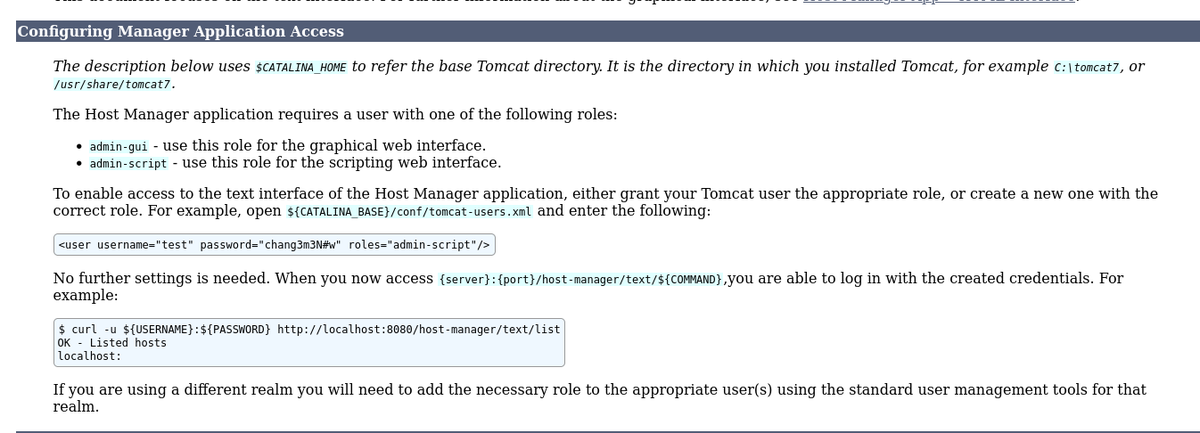 Configuring Manager Application Access
The description below uses $CATALINA_HOME to refer the base Tomcat directory. It is the directory in which you installed Tomcat, for example C:\tomcat7, or
/usr/share/tomcat7.
The Host Manager application requires a user with one of the following roles:
• admin-gui - use this role for the graphical web interface.
• admin-script - use this role for the scripting web interface.
To enable access to the text interface of the Host Manager application, either grant your Tomcat user the appropriate role, or create a new one with the
correct role. For example, open ${CATALINA_BASE}/conf/tomcat-users.xml and enter the following:
<user username="test" password="chang3m3N#w" roles="admin-script"/>
No further settings is needed. When you now access {server}:{port}/host-manager/text/${COMMAND},you are able to log in with the created credentials. For
example:
$ curl -u ${USERNAME}:${PASSWORD} http://localhost:8080/host-manager/text/list
OK - Listed hosts
localhost:
If you are using a different realm you will need to add the necessary role to the appropriate user(s) using the standard user management tools for that
realm.